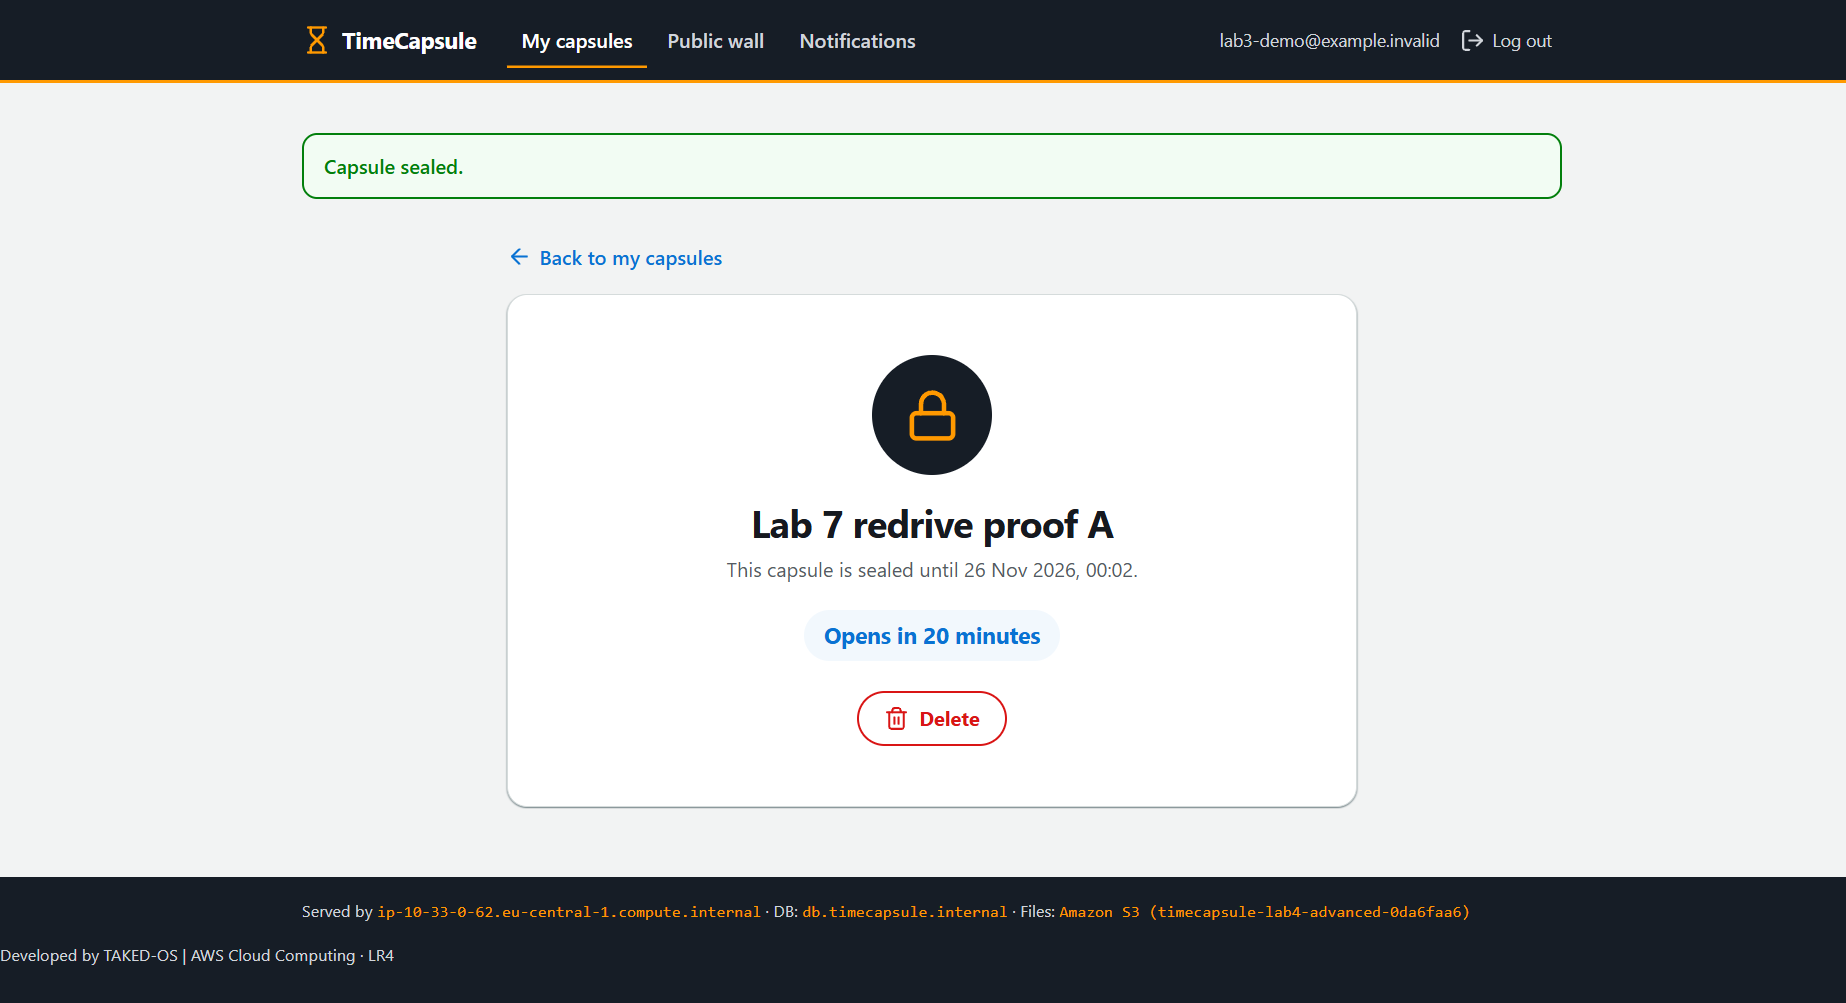 TimeCapsule My capsules Public wall Notifications lab3-demo@example.invalid Log out
Capsule sealed.
Back to my capsules
Lab 7 redrive proof A
This capsule is sealed until 26 Nov 2026, 00:02.
Opens in 20 minutes
Delete
Served by ip-10-33-0-62.eu-central-1.compute.internal · DB: db.timecapsule.internal · Files: Amazon S3 (timecapsule-lab4-advanced-0da6faa6)
Developed by TAKED-OS | AWS Cloud Computing · LR4